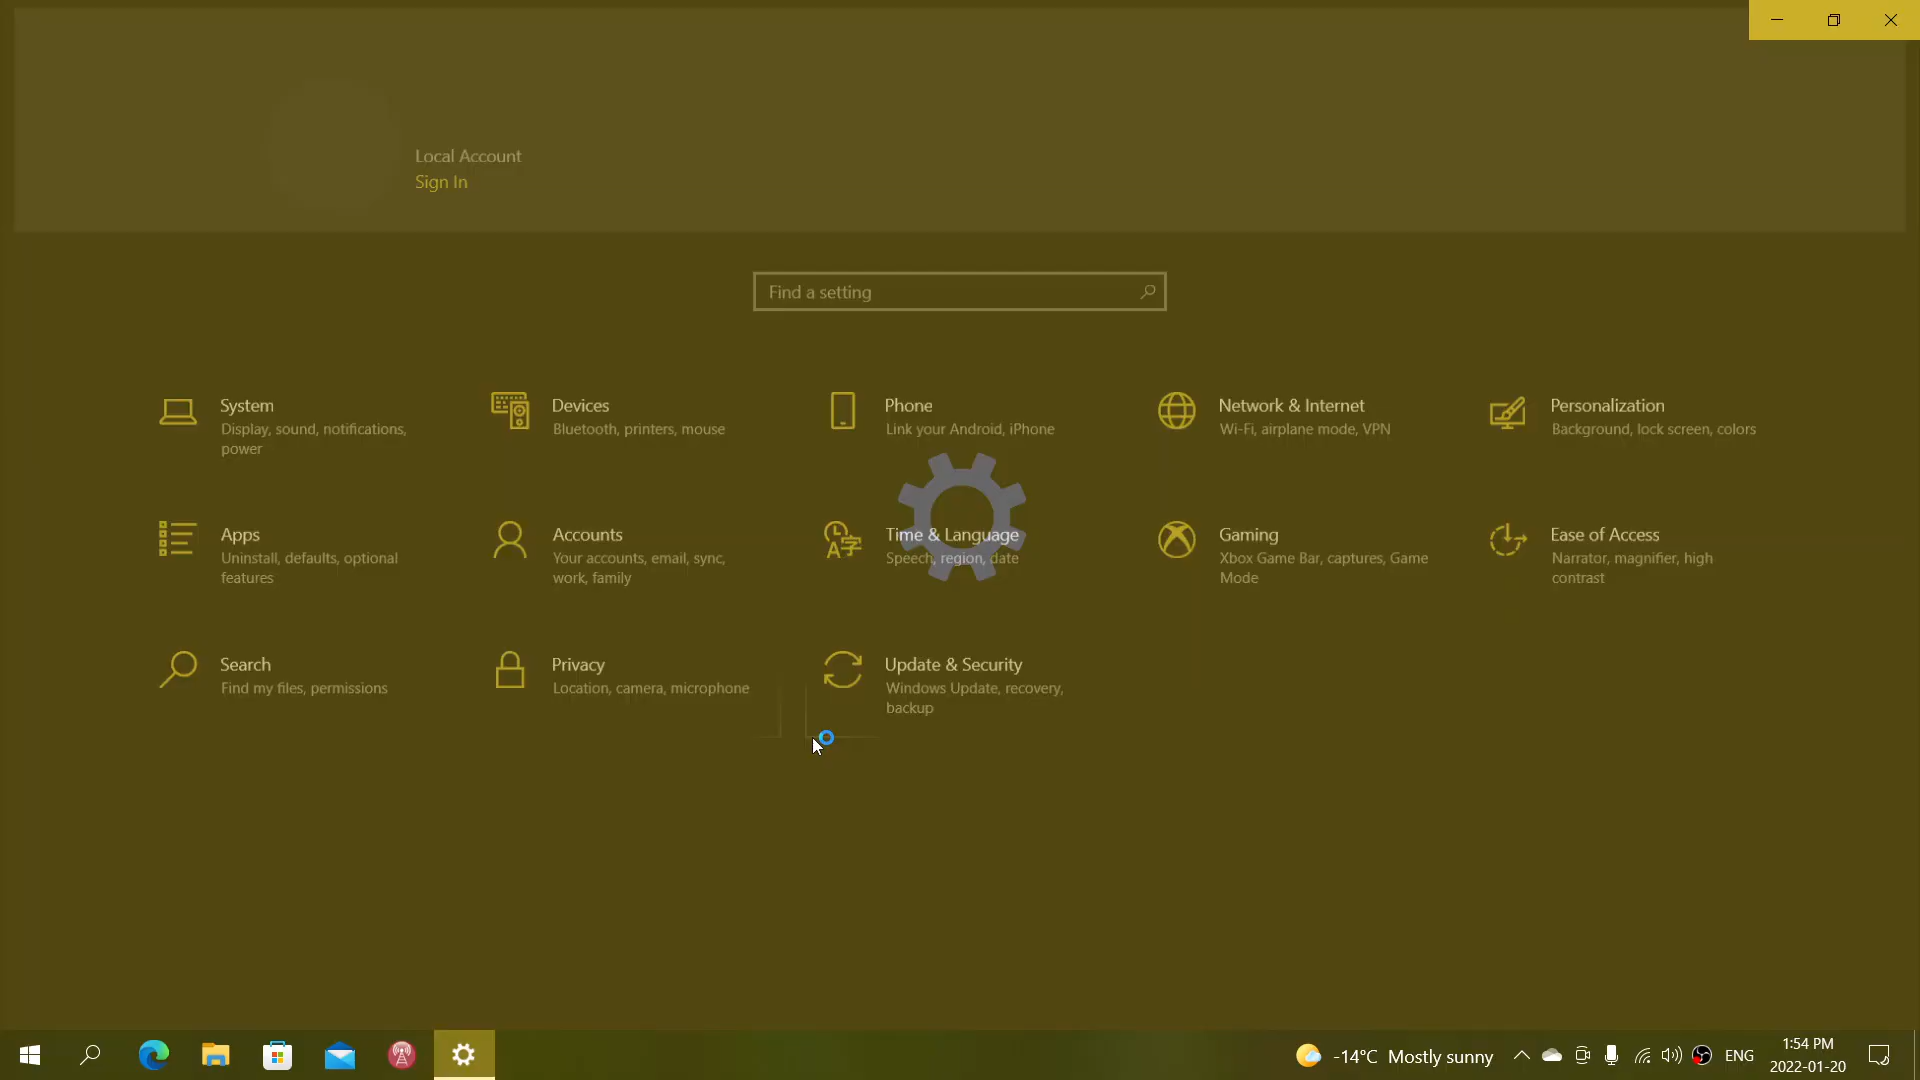 Local Account
Sign In
Find a setting
System
Display, sound, notifications,
power
Devices
Bluetooth, printers, mouse
Phone
Link your Android, iPhone
Network & Internet
Wi-Fi, airplane mode, VPN
Personalization
Background, lock screen, colors
Apps
Uninstall, defaults, optional
features
Accounts
Your accounts, email, sync,
work, family
Time & Language
Speech, region, date
Gaming
Xbox Game Bar, captures, Game
Mode
Ease of Access
Narrator, magnifier, high
contrast
Search
Find my files, permissions
Privacy
Location, camera, microphone
Update & Security
Windows Update, recovery,
backup
-14°C Mostly sunny
ENG
1:54 PM
2022-01-20